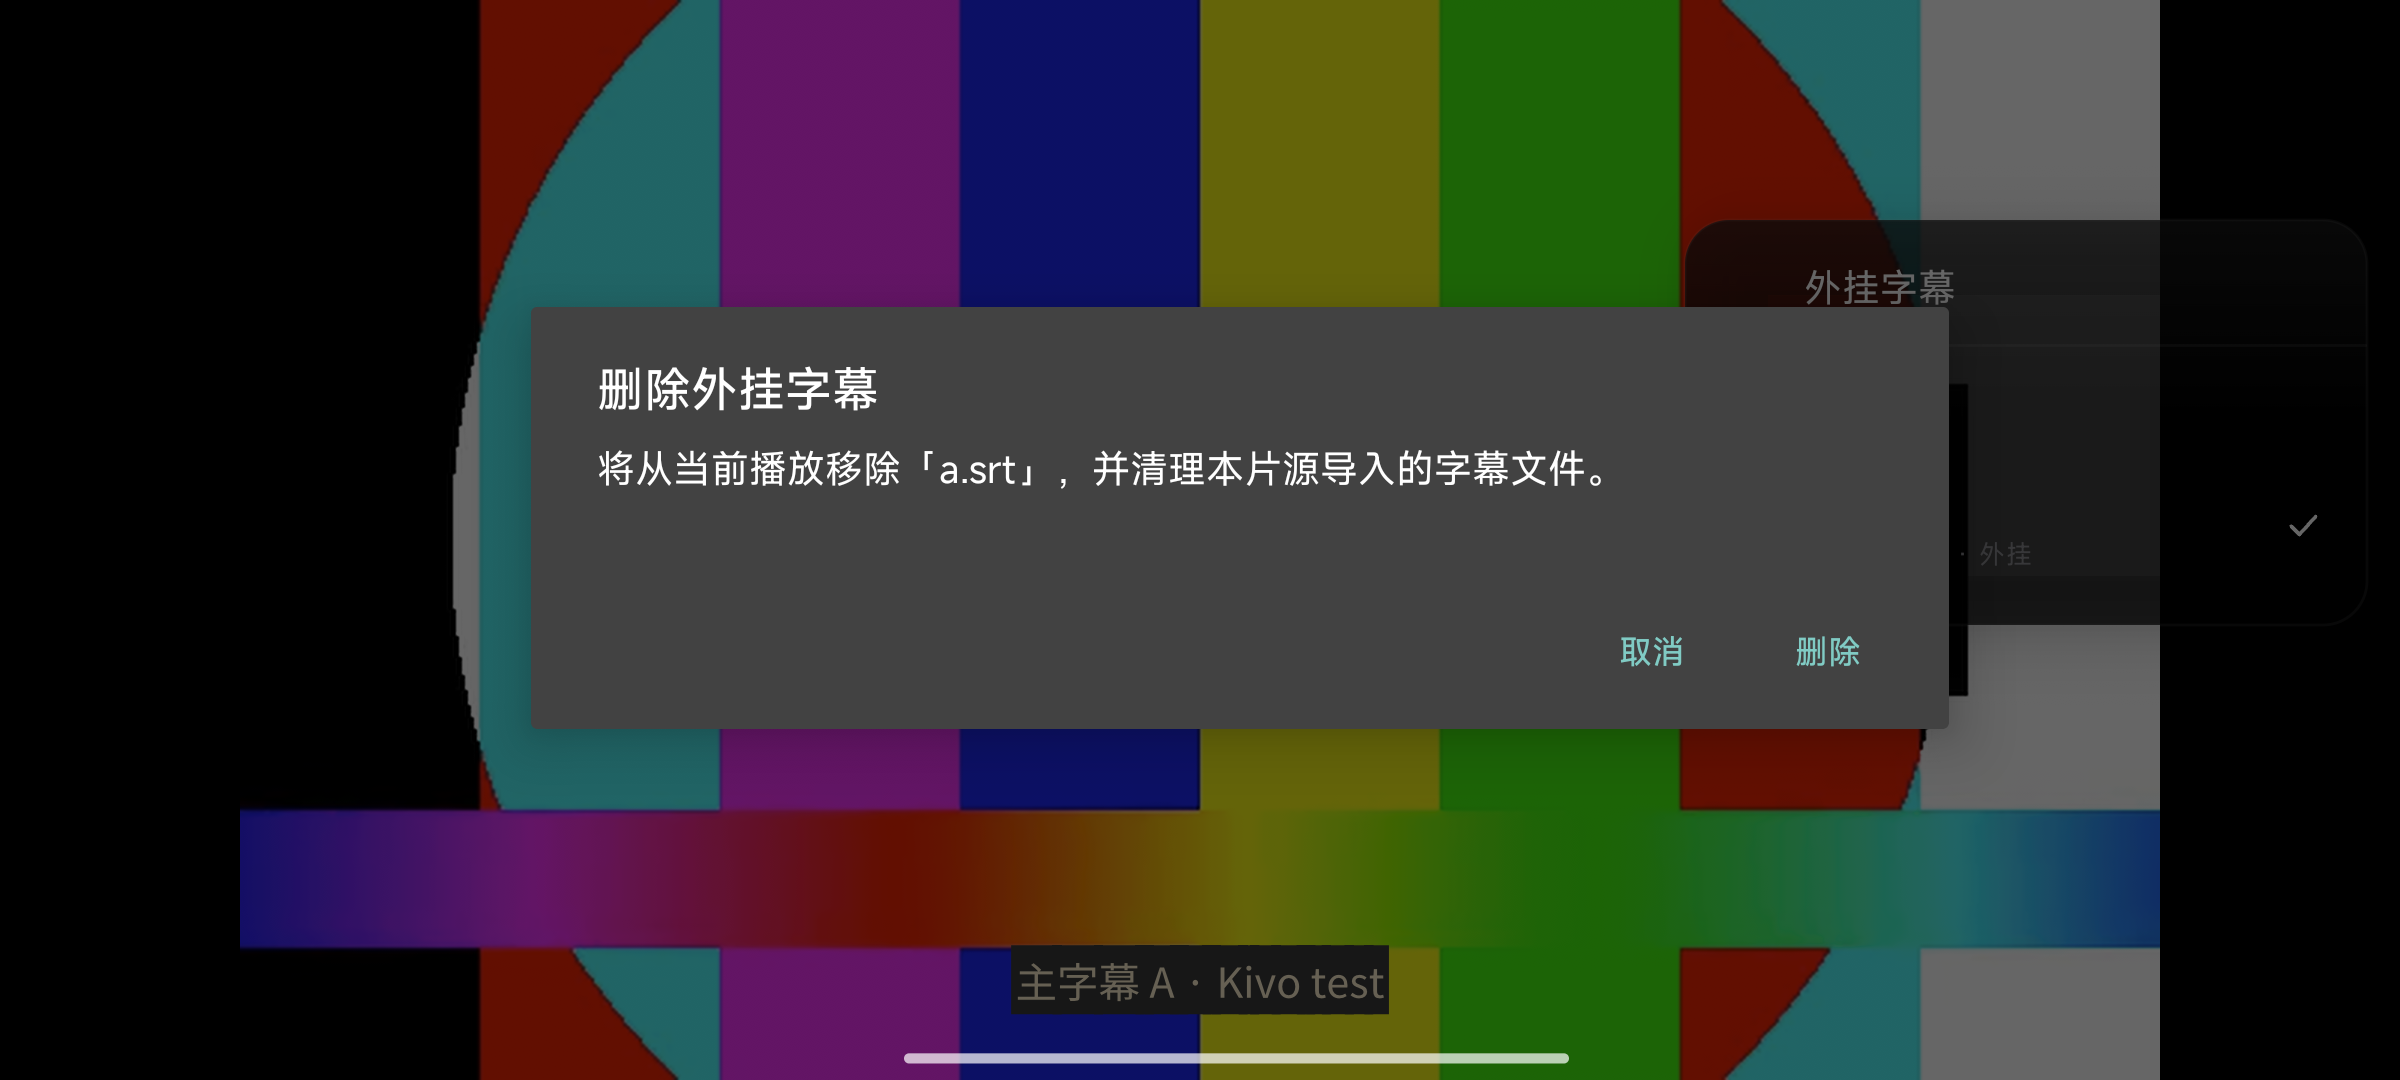 外挂字幕
删除外挂字幕
将从当前播放移除「a.srt」，并清理本片源导入的字幕文件。
· 外挂
取消 删除
主字幕 A · Kivo test